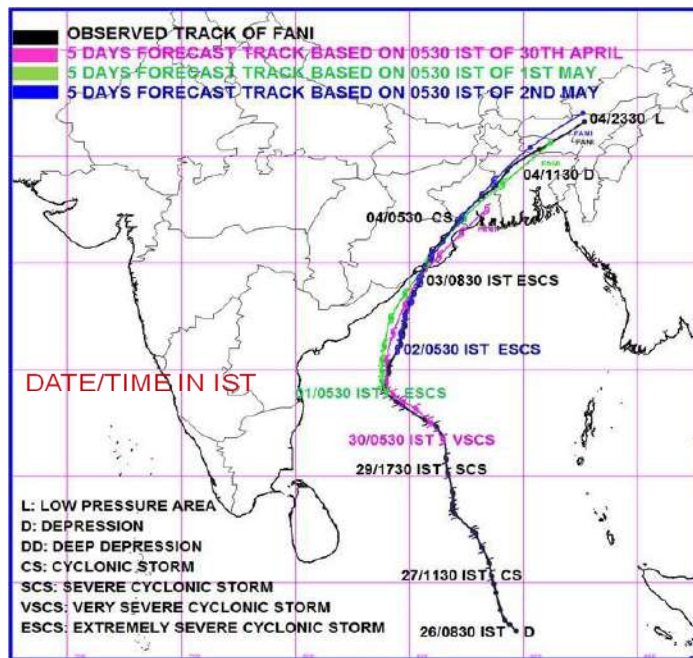 OBSERVED TRACK OF FANI
5 DAYS FORECAST TRACK BASED ON 0530 IST OF 30TH APRIL
5 DAYS FORECAST TRACK BASED ON 0530 IST OF 1ST MAY
5 DAYS FORECAST TRACK BASED ON 0530 IST OF 2ND MAY
04/2330 L
FANI
FANI
FANI
04/1130 D
04/0530 CS
FANI
03/0830 IST ESCS
02/0530 IST ESCS
DATE/TIME IN IST
01/0530 IST ESCS
30/0530 IST VSCS
29/1730 IST SCS
L: LOW PRESSURE AREA
D: DEPRESSION
DD: DEEP DEPRESSION
CS: CYCLONIC STORM
SCS: SEVERE CYCLONIC STORM
VSCS: VERY SEVERE CYCLONIC STORM
ESCS: EXTREMELY SEVERE CYCLONIC STORM
27/1130 IST CS
26/0830 IST D